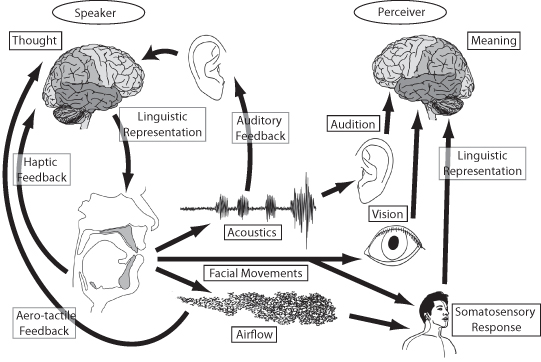 Speaker
Perceiver
Thought
Meaning
Linguistic
Representation
Auditory
Feedback
Audition
Linguistic
Representation
Haptic
Feedback
Vision
Acoustics
Facial Movements
Aero-tactile
Feedback
Airflow
Somatosensory
Response